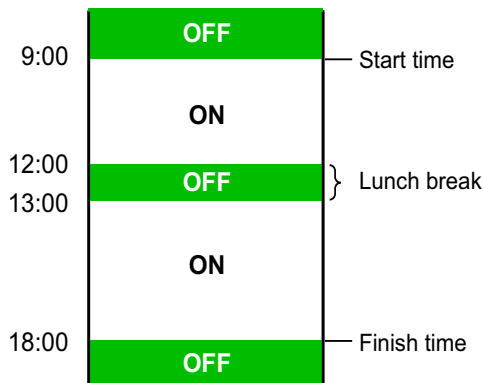 OFF
9:00
Start time
ON
12:00
OFF
Lunch break
13:00
ON
18:00
Finish time
OFF